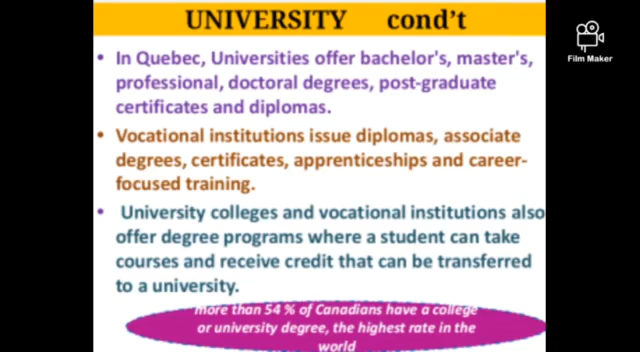 UNIVERSITY cond't
• In Quebec, Universities offer bachelor's, master's,
professional, doctoral degrees, post-graduate
certificates and diplomas.
• Vocational institutions issue diplomas, associate
degrees, certificates, apprenticeships and career-
focused training.
• University colleges and vocational institutions also
offer degree programs where a student can take
courses and receive credit that can be transferred
to a university.
more than 54 % of Canadians have a college
or university degree, the highest rate in the
world
Film Maker